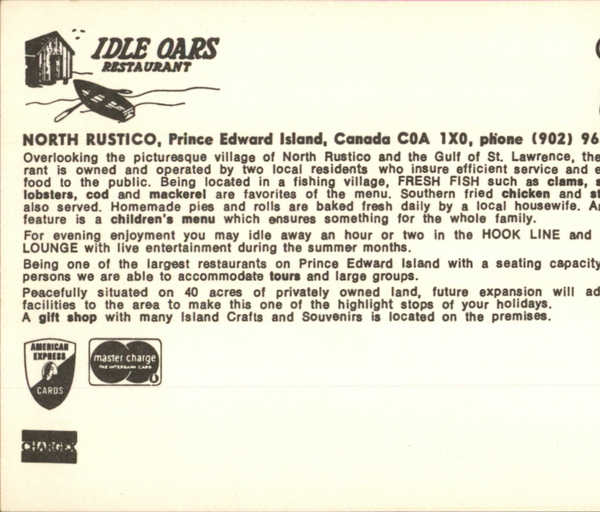 IDLE OARS
RESTAURANT
NORTH RUSTICO, Prince Edward Island, Canada C0A 1X0, phone (902) 96
Overlooking the picturesque village of North Rustico and the Gulf of St. Lawrence, the
rant is owned and operated by two local residents who insure efficient service and e
food to the public. Being located in a fishing village, FRESH FISH such as clams, s
lobsters, cod and mackerel are favorites of the menu. Southern fried chicken and st
also served. Homemade pies and rolls are baked fresh daily by a local housewife. An
feature is a children's menu which ensures something for the whole family.
For evening enjoyment you may idle away an hour or two in the HOOK LINE and
LOUNGE with live entertainment during the summer months.
Being one of the largest restaurants on Prince Edward Island with a seating capacity
persons we are able to accommodate tours and large groups.
Peacefully situated on 40 acres of privately owned land, future expansion will ad
facilities to the area to make this one of the highlight stops of your holidays.
A gift shop with many Island Crafts and Souvenirs is located on the premises.
AMERICAN
EXPRESS
CARDS
master charge
THE INTERBANK CARD
CHARGEX